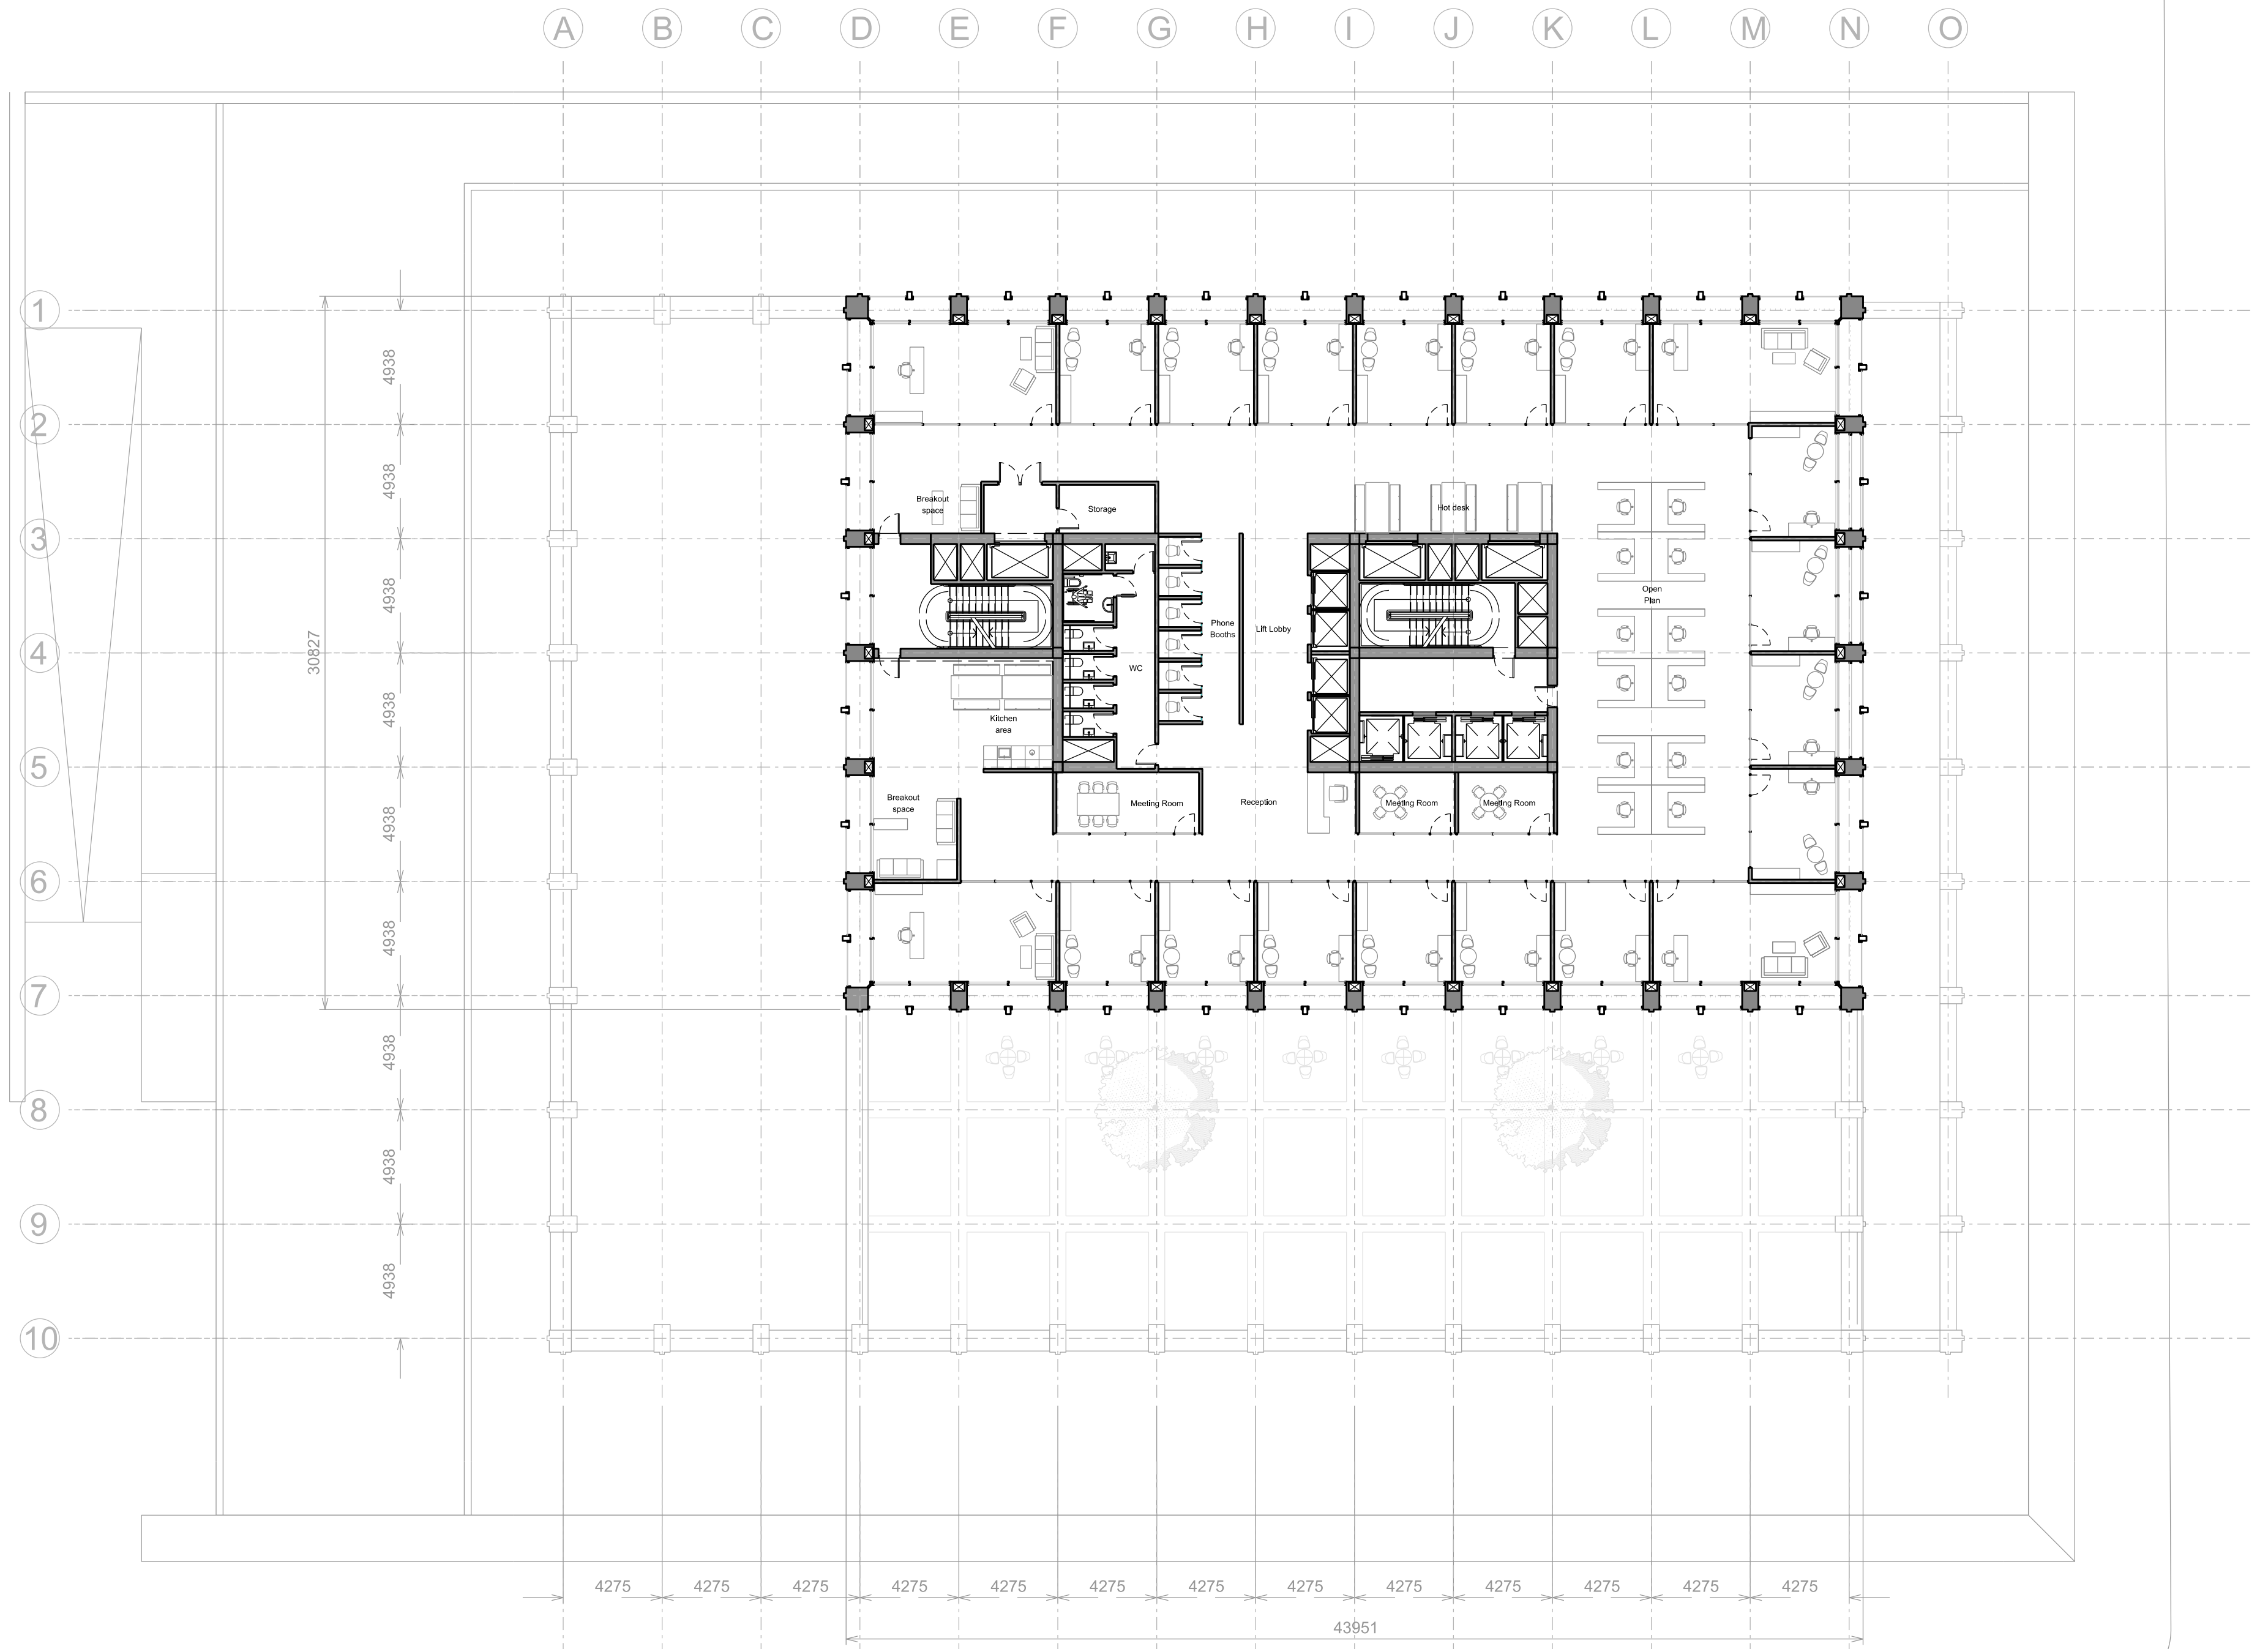 A B C D E F G H I J K L M N O
1
4938
2
4938
Breakout
space
Storage
Hot desk
3
4938
Open
Plan
30827
Phone
Booths
Lift Lobby
4
WC
4938
Kitchen
area
5
4938
Breakout
space
Meeting Room
Reception
Meeting Room
Meeting Room
6
4938
7
4938
8
4938
9
4938
10
4275 4275 4275 4275 4275 4275 4275 4275 4275 4275 4275 4275 4275
43951